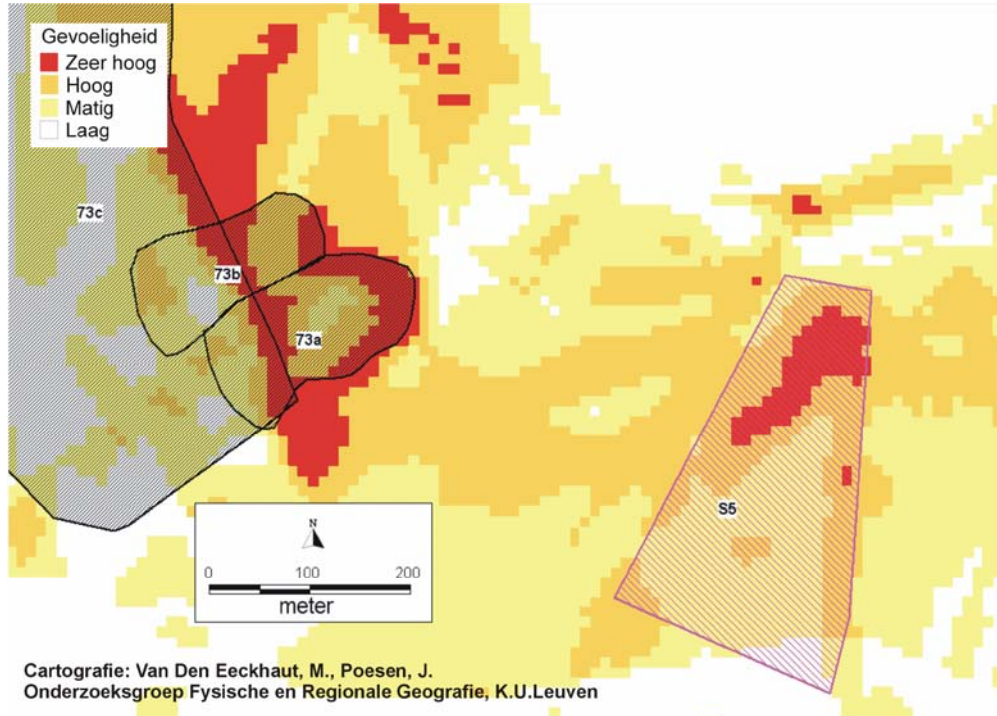 Gevoeligheid
Zeer hoog
Hoog
Matig
Laag
73c
73b
73a
S5
N
0 100 200
meter
Cartografie: Van Den Eeckhaut, M., Poesen, J.
Onderzoeksgroep Fysische en Regionale Geografie, K.U.Leuven